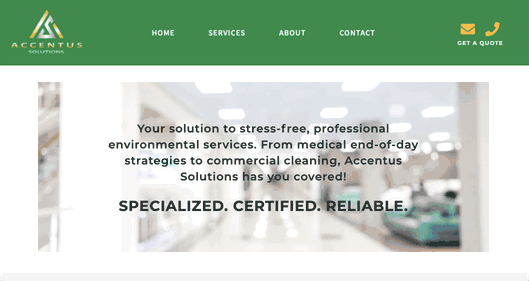 ACCENTUS
SOLUTIONS
HOME
SERVICES
ABOUT
CONTACT
GET A QUOTE
Your solution to stress-free, professional
environmental services. From medical end-of-day
strategies to commercial cleaning, Accentus
Solutions has you covered!
SPECIALIZED. CERTIFIED. RELIABLE.